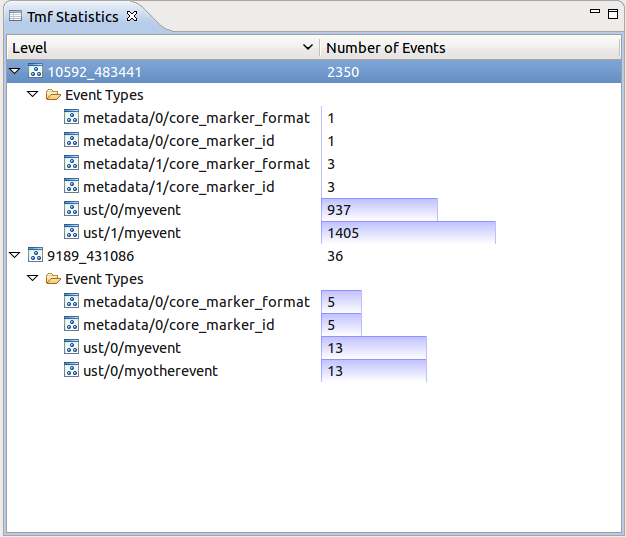 Tmf Statistics
Level Number of Events
10592_483441 2350
Event Types
metadata/0/core_marker_format 1
metadata/0/core_marker_id 1
metadata/1/core_marker_format 3
metadata/1/core_marker_id 3
ust/0/myevent 937
ust/1/myevent 1405
9189_431086 36
Event Types
metadata/0/core_marker_format 5
metadata/0/core_marker_id 5
ust/0/myevent 13
ust/0/myotherevent 13